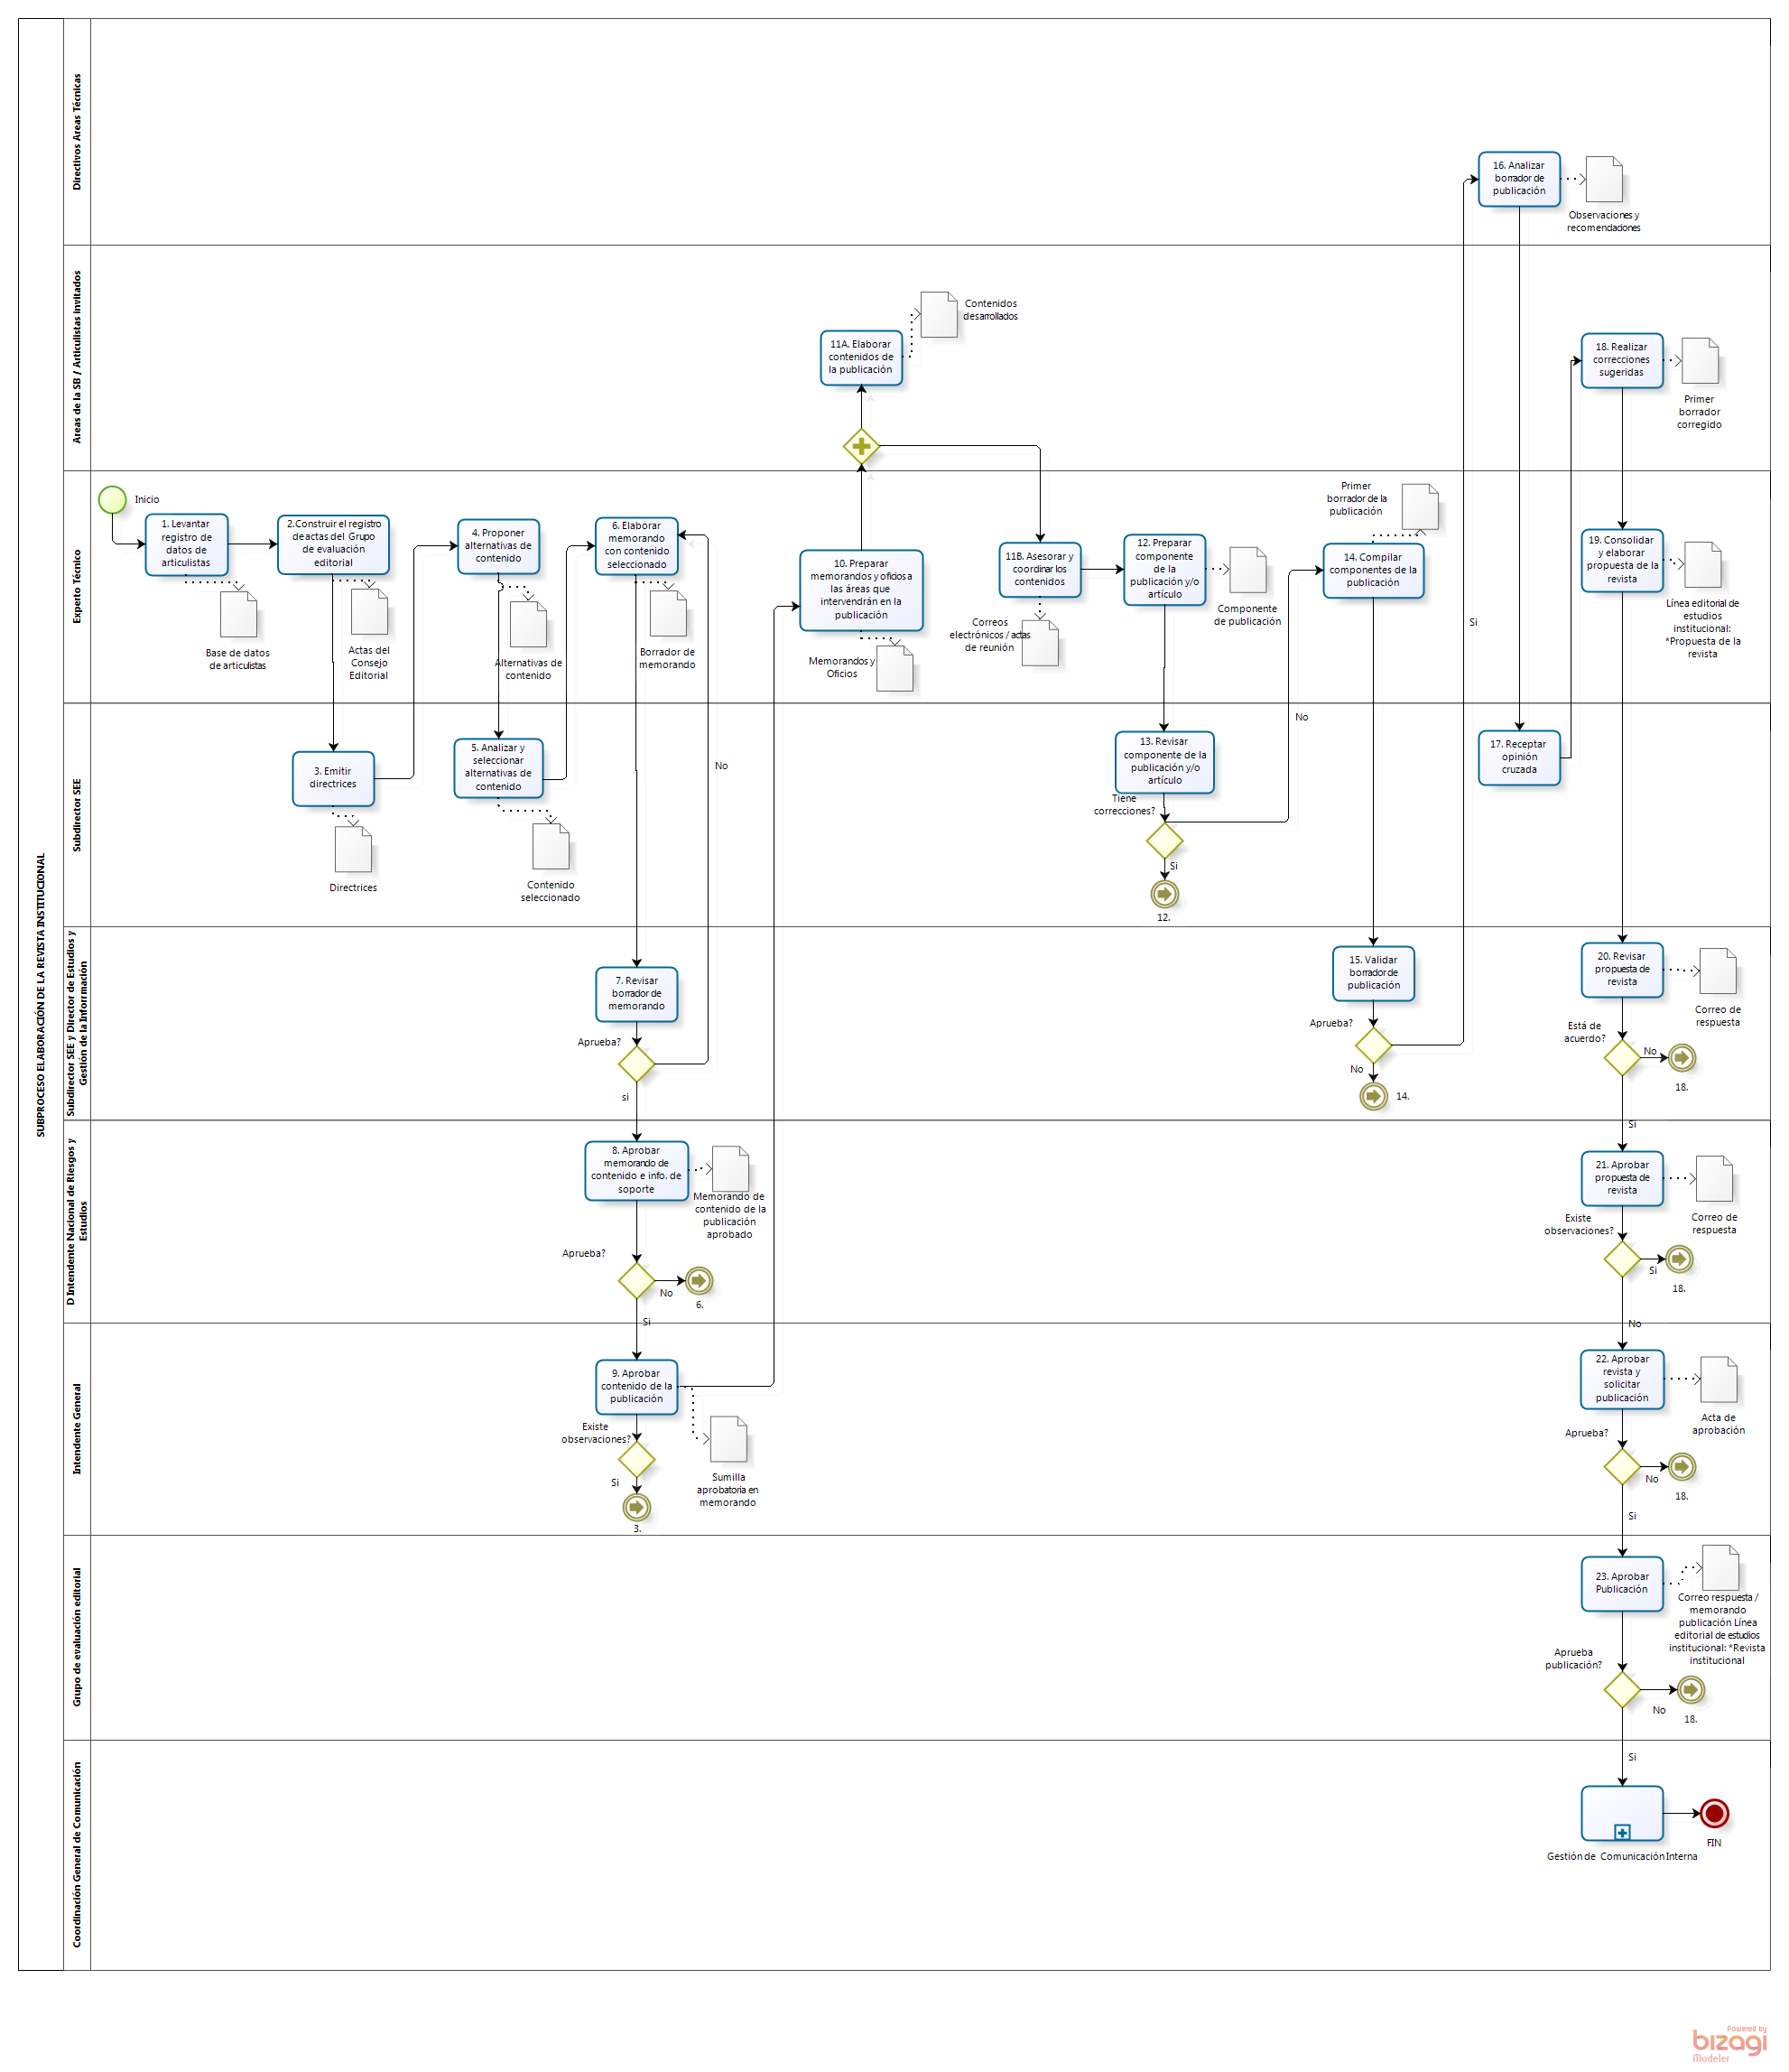 SUBPROCESO ELABORACIÓN DE LA REVISTA INSTITUCIONAL
Directivos Areas Técnicas
16. Analizar
borrador de
publicación
Observaciones y
recomendaciones
Areas de la SB / Articulistas invitados
Contenidos
desarrollados
11A. Elaborar
contenidos de
la publicación
18. Realizar
correcciones
sugeridas
Primer
borrador
corregido
Experto Técnico
Inicio
1. Levantar
registro de
datos de
articulistas
Base de datos
de articulistas
2.Construir el registro
de actas del Grupo
de evaluación
editorial
Actas del
Consejo
Editorial
4. Proponer
alternativas de
contenido
Alternativas de
contenido
6. Elaborar
memorando
con contenido
seleccionado
Borrador de
memorando
10. Preparar
memorandos y oficios a
las áreas que
intervendrán en la
publicación
Memorandos y
Oficios
11B. Asesorar y
coordinar los
contenidos
Correos
electrónicos / actas
de reunión
12. Preparar
componente
de la
publicación y/o
artículo
Componente
de publicación
Primer
borrador de la
publicación
14. Compilar
componentes de la
publicación
Si
19. Consolidar
y elaborar
propuesta de la
revista
Línea editorial de
estudios
institucional:
*Propuesta de la
revista
Subdirector SEE
3. Emitir
directrices
Directrices
5. Analizar y
seleccionar
alternativas de
contenido
Contenido
seleccionado
No
13. Revisar
componente de la
publicación y/o
artículo
Tiene
correcciones?
Si
12.
No
17. Receptar
opinión
cruzada
Subdirector SEE y Director de Estudios y
Gestión de la Inforrmación
7. Revisar
borrador de
memorando
Aprueba?
si
15. Validar
borrador de
publicación
Aprueba?
No
14.
20. Revisar
propuesta de
revista
Correo de
respuesta
Está de
acuerdo?
No
18.
Si
D Intendente Nacional de Riesgos y
Estudios
8. Aprobar
memorando de
contenido e info. de
soporte
Memorando de
contenido de la
publicación
aprobado
Aprueba?
No
6.
Si
21. Aprobar
propuesta de
revista
Correo de
respuesta
Existe
observaciones?
Si
18.
No
Intendente General
9. Aprobar
contenido de la
publicación
Existe
observaciones?
Si
3.
Sumilla
aprobatoria en
memorando
22. Aprobar
revista y
solicitar
publicación
Acta de
aprobación
Aprueba?
No
18.
Si
Grupo de evaluación editorial
23. Aprobar
Publicación
Correo respuesta /
memorando
publicación Línea
editorial de estudios
institucional: *Revista
institucional
Aprueba
publicación?
No
18.
Si
Coordinación General de Comunicación
Gestión de Comunicación Interna
FIN
Powered by
bizagi
Modeler